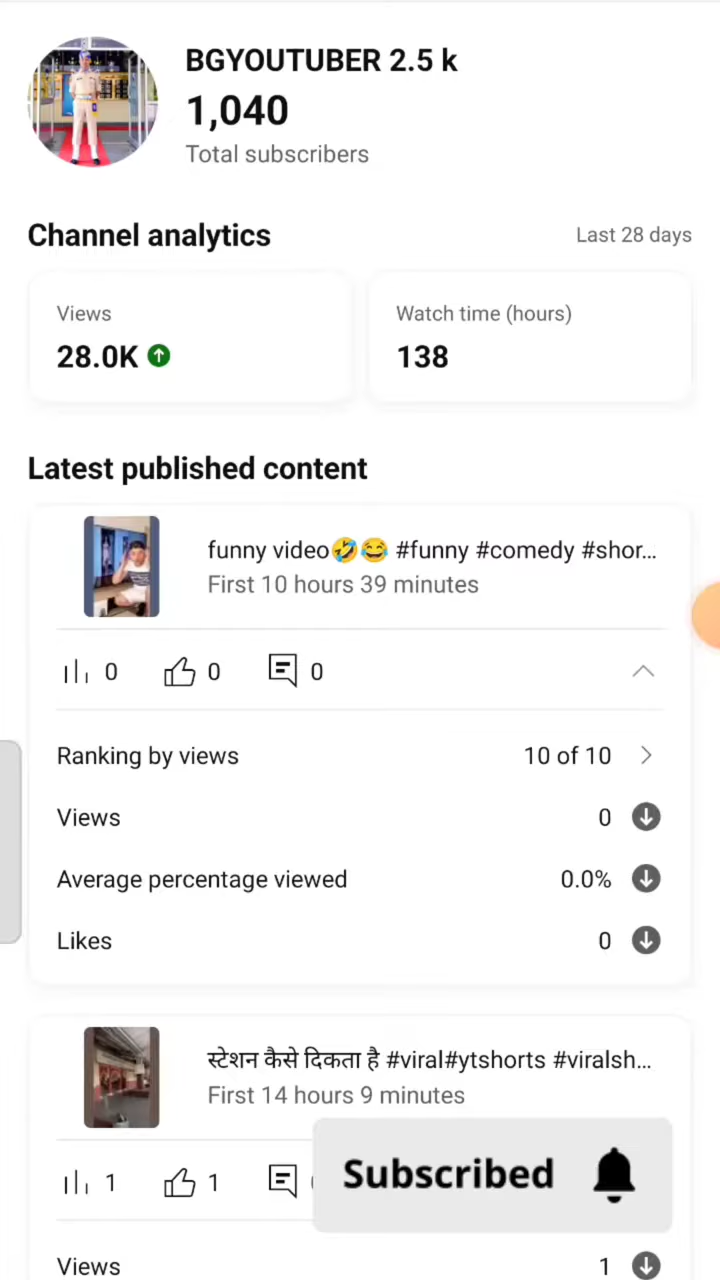 BGYOUTUBER 2.5 k
1,040
Total subscribers
Channel analytics
Last 28 days
Views
28.0K
Watch time (hours)
138
Latest published content
funny video🤣😂 #funny #comedy #shor...
First 10 hours 39 minutes
0 0 0
Ranking by views 10 of 10
Views 0
Average percentage viewed 0.0%
Likes 0
स्टेशन कैसे दिकता है #viral#ytshorts #viralsh...
First 14 hours 9 minutes
1 1
Subscribed
Views 1